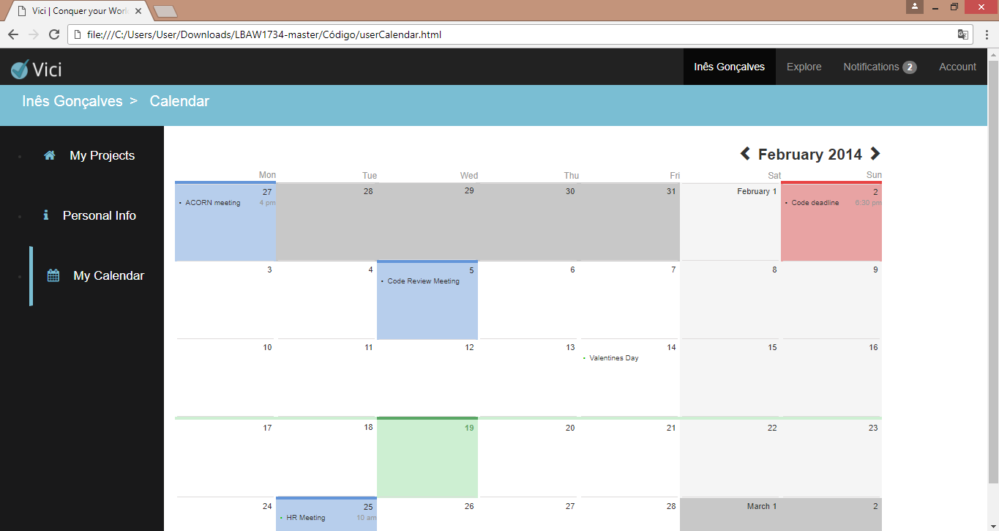 Vici | Conquer your Worl
file:///C:/Users/User/Downloads/LBAW1734-master/Código/userCalendar.html
Vici
Inês Gonçalves Explore Notifications 2 Account
Inês Gonçalves > Calendar
My Projects
Personal Info
My Calendar
February 2014
Mon Tue Wed Thu Fri Sat Sun
27 28 29 30 31 February 1 2
• ACORN meeting 4 pm • Code deadline 6:30 pm
3 4 5 6 7 8 9
• Code Review Meeting
10 11 12 13 14 15 16
• Valentines Day
17 18 19 20 21 22 23
24 25 26 27 28 March 1 2
• HR Meeting 10 am